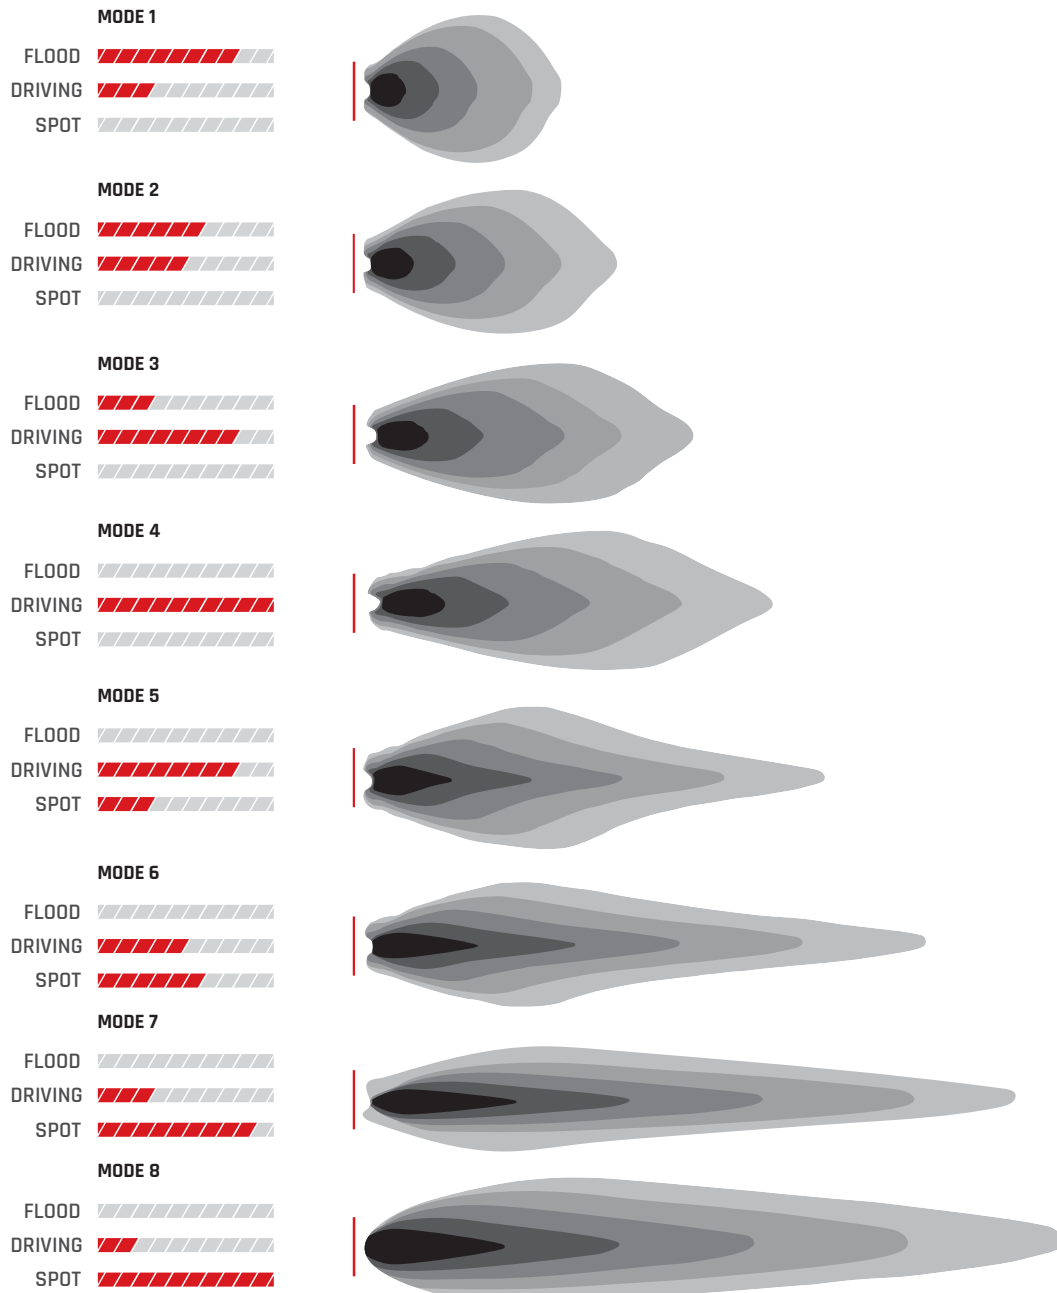 MODE 1
FLOOD
DRIVING
SPOT
MODE 2
FLOOD
DRIVING
SPOT
MODE 3
FLOOD
DRIVING
SPOT
MODE 4
FLOOD
DRIVING
SPOT
MODE 5
FLOOD
DRIVING
SPOT
MODE 6
FLOOD
DRIVING
SPOT
MODE 7
FLOOD
DRIVING
SPOT
MODE 8
FLOOD
DRIVING
SPOT